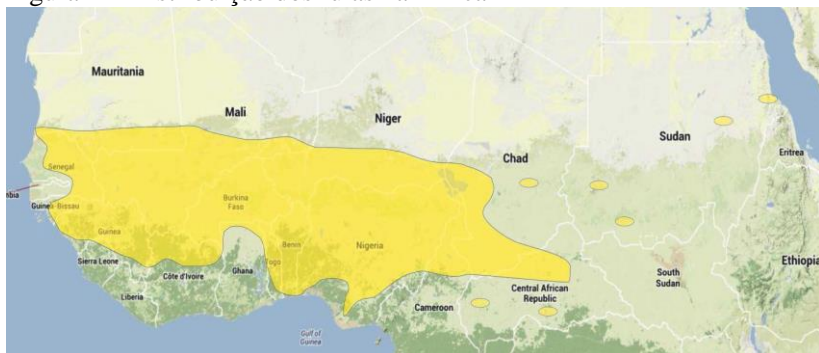 Mauritania
Mali
Niger
Sudan
Chad
Eritrea
Senegal
mbia
Burkina
Faso
Guinea Bissau
Guinea
Benin
Nigeria
Togo
Ghana
Sierra Leone
Côte d'Ivoire
Liberia
Ethiopia
South
Sudan
Central African
Republic
Cameroon
Gulf of
Guinea